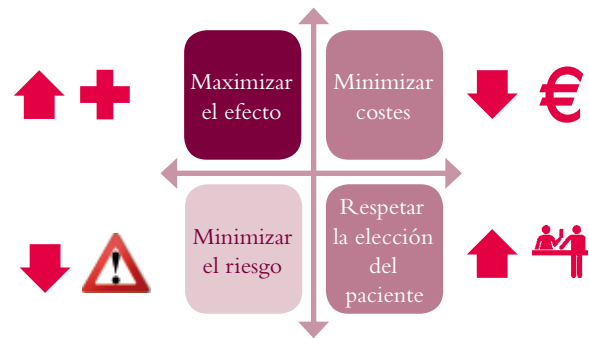 Maximizar
el efecto
Minimizar
costes
€
Minimizar
el riesgo
Respetar
la elección
del
paciente